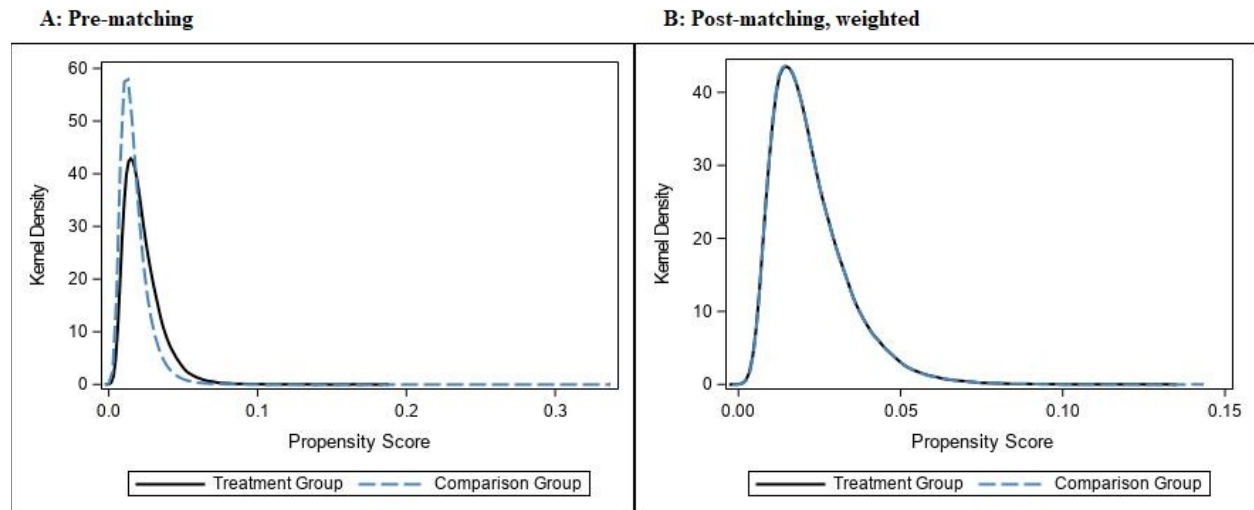 A: Pre-matching
60
50
40
30
20
10
0
Kernel Density
0.0 0.1 0.2 0.3
Propensity Score
Treatment Group Comparison Group
B: Post-matching, weighted
40
30
20
10
0
Kernel Density
0.00 0.05 0.10 0.15
Propensity Score
Treatment Group Comparison Group